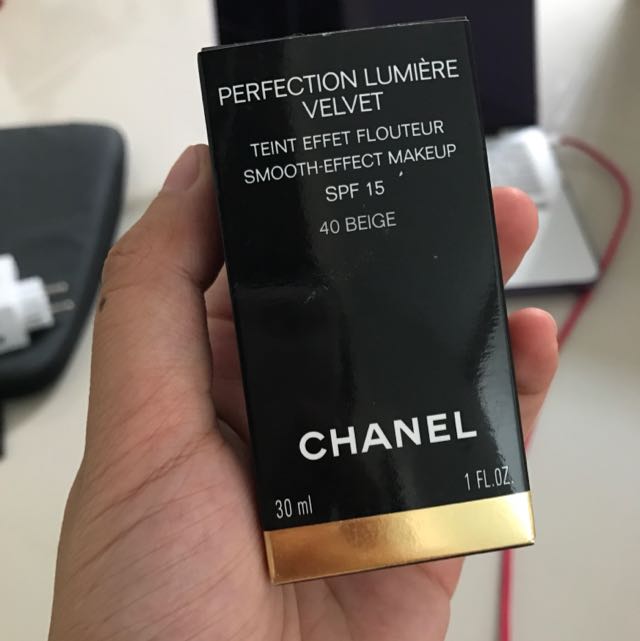 PERFECTION LUMIÈRE
VELVET
TEINT EFFET FLOUTEUR
SMOOTH-EFFECT MAKEUP
SPF 15
40 BEIGE
CHANEL
30 ml
1 FL.OZ.